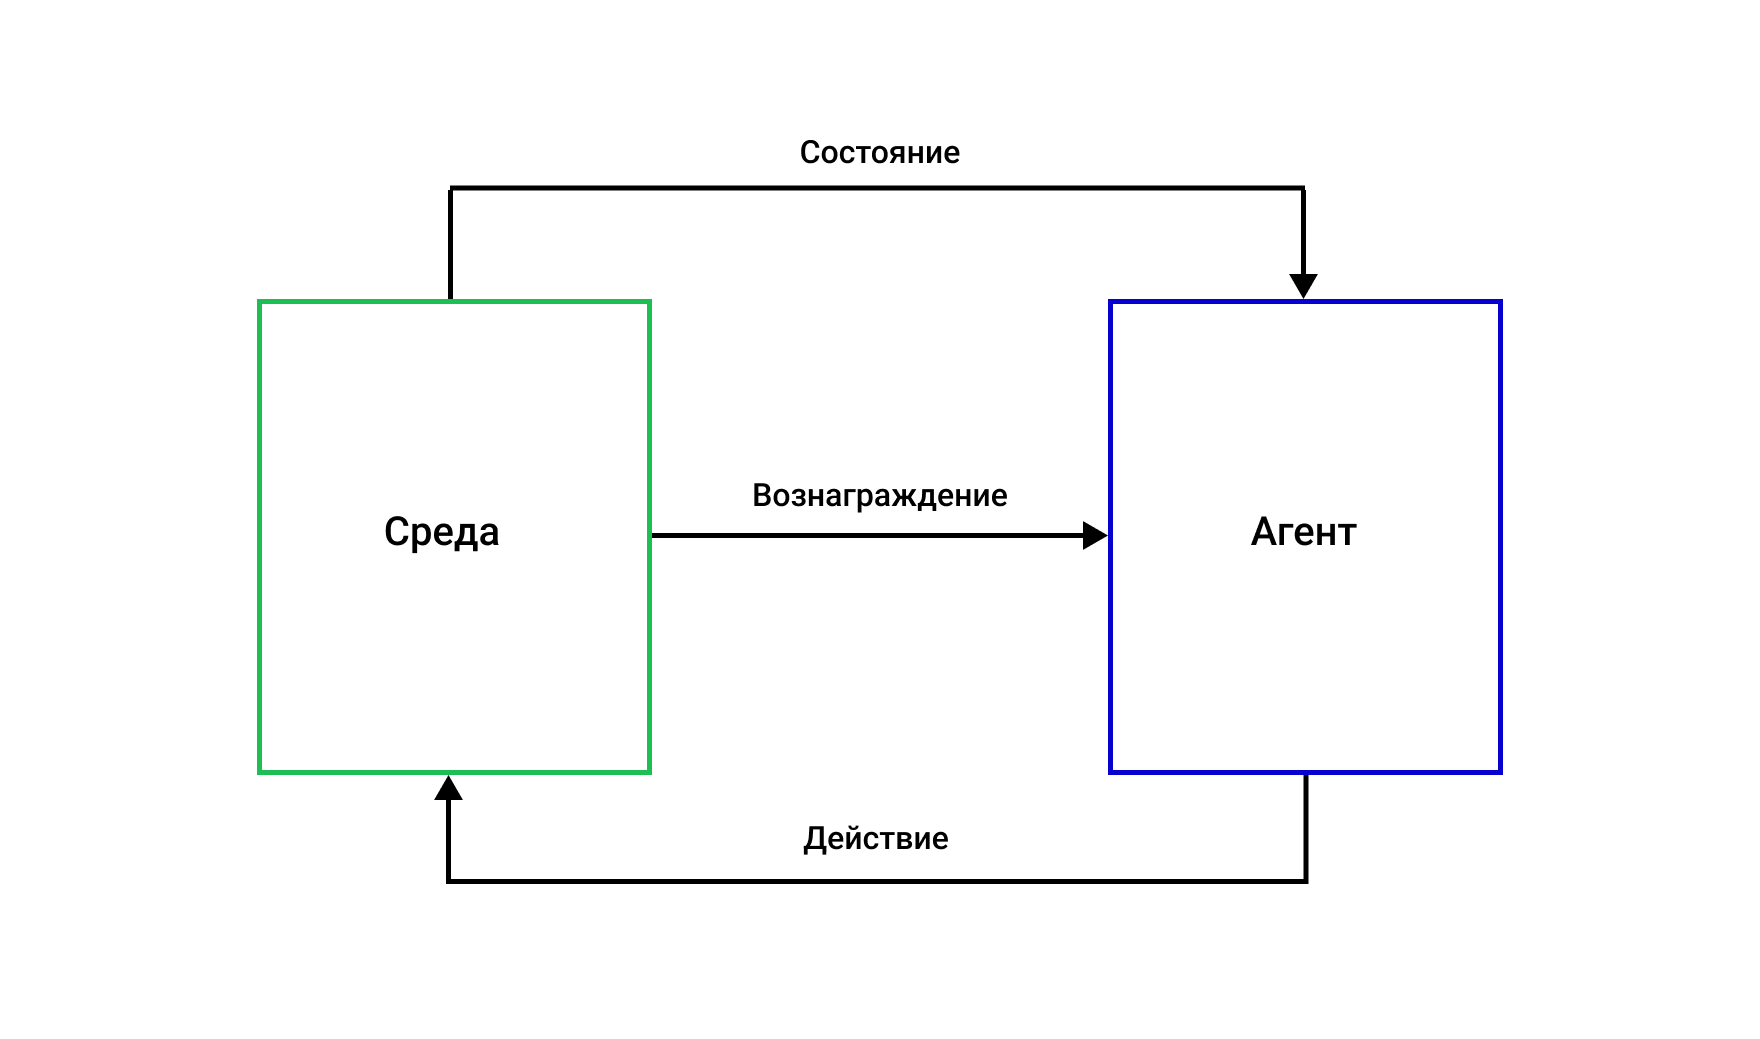 Состояние
Вознаграждение
Среда
Агент
Действие